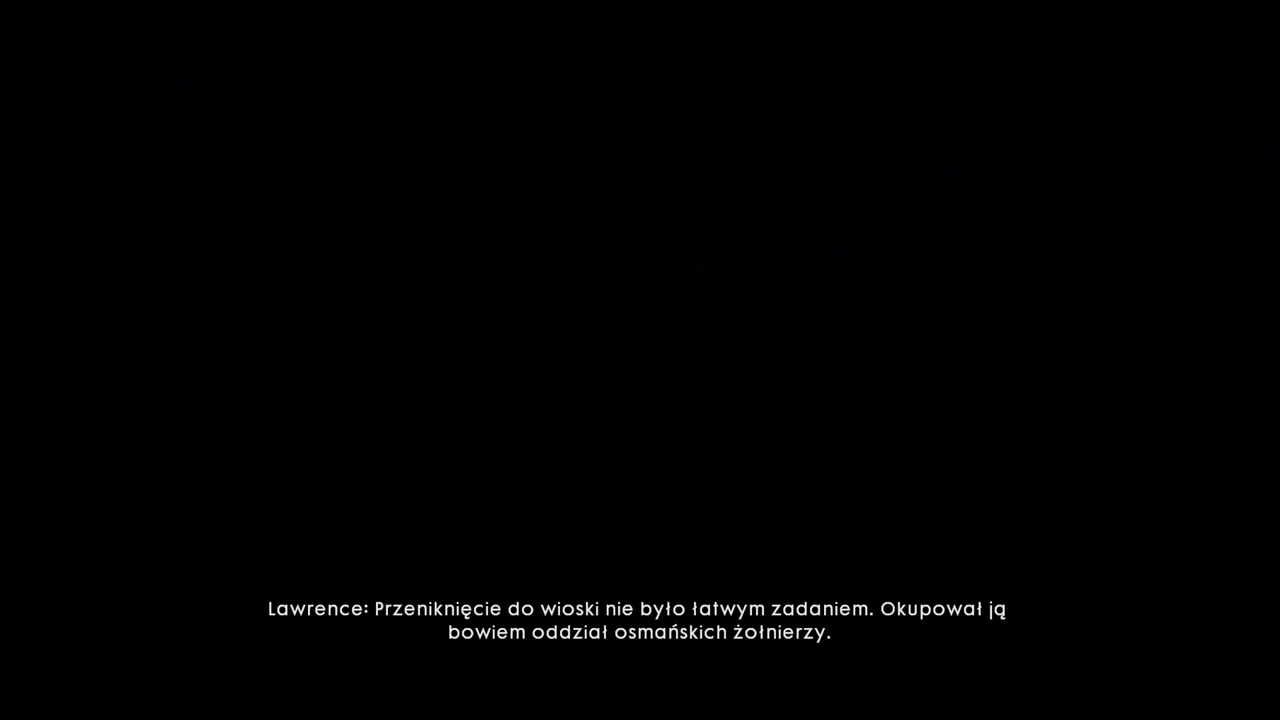 Lawrence: Przeniknięcie do wioski nie było łatwym zadaniem. Okupował ją
bowiem oddział osmańskich żołnierzy.